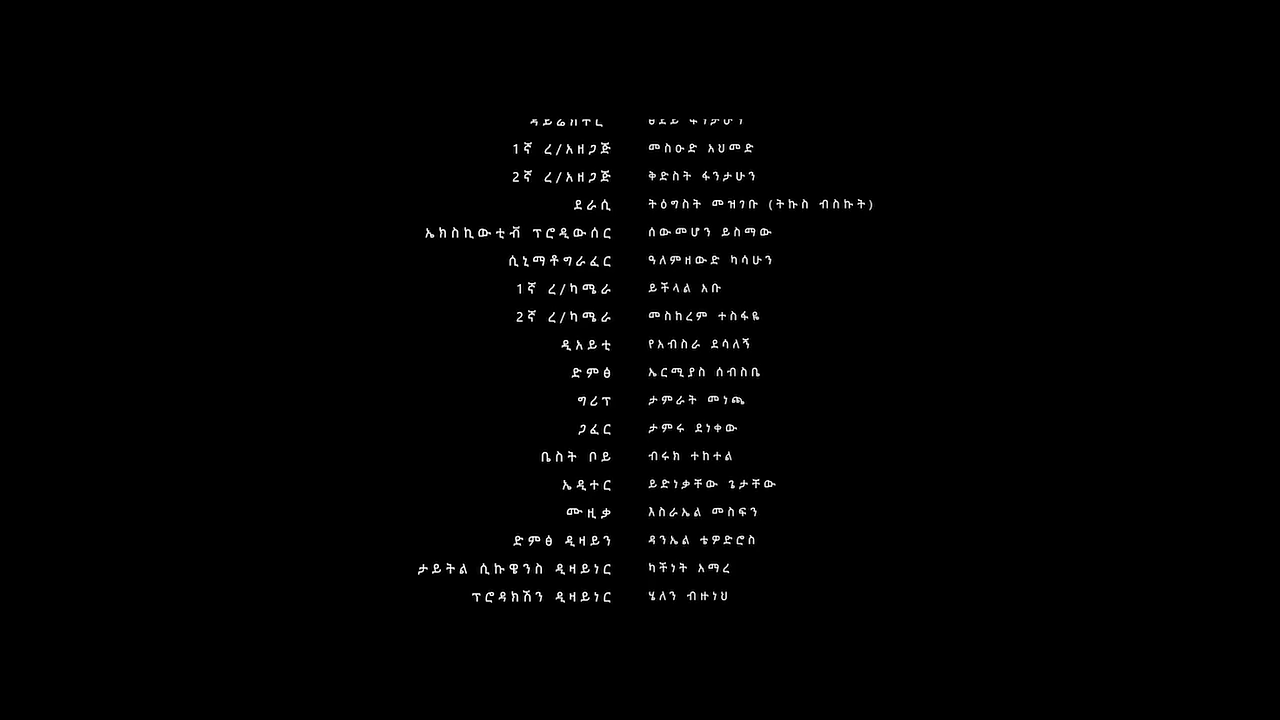 1ኛ ረ/አዘጋጅ መስዑድ አህመድ
2ኛ ረ/አዘጋጅ ቅድስት ፋንታሁን
ደራሲ ትዕግስት መዝገቡ (ትኩስ ብስኩት)
ኤክስኪውቲቭ ፕሮዲውሰር ሰውመሆን ይስማው
ሲኒማቶግራፈር ዓለምዘውድ ካሳሁን
1ኛ ረ/ካሜራ ይችላል አቡ
2ኛ ረ/ካሜራ መስከረም ተስፋዬ
ዲአይቲ የአብስራ ደሳለኝ
ድምፅ ኤርሚያስ ሰብስቤ
ግሪፕ ታምራት መነጫ
ጋፈር ታምሩ ደነቀው
ቤስት ቦይ ብሩክ ተከተል
ኤዲተር ይድነቃቸው ጌታቸው
ሙዚቃ እስራኤል መስፍን
ድምፅ ዲዛይን ዳንኤል ቴዎድሮስ
ታይትል ሲኩዌንስ ዲዛይነር ካችነት አማረ
ፕሮዳክሽን ዲዛይነር ሄለን ብዙነህ